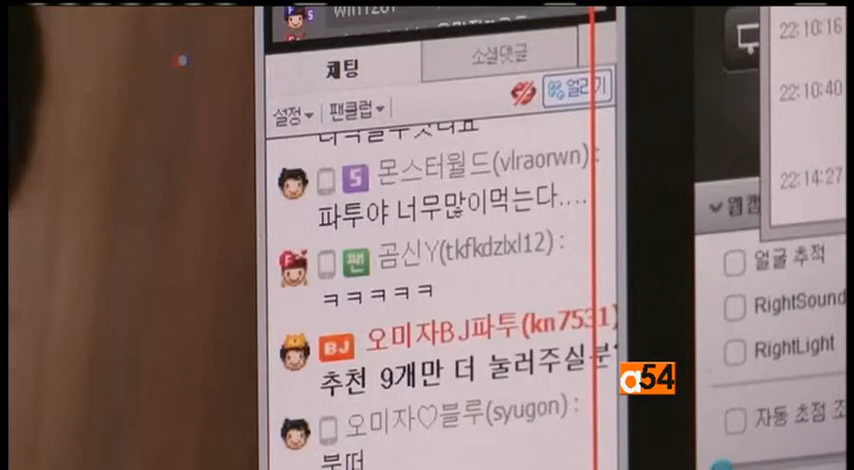 채팅
소셜댓글
설정
팬클럽
얼리기
S 몬스터월드(vlraorwn) :
파투야 너무많이먹는다....
팬 곰신Y(tkfkdzlxl12) :
ㅋㅋㅋㅋㅋ
BJ 오미자BJ파투(kn7531)
추천 9개만 더 눌러주실분
오미자♡블루(syugon) :
22:10:16
22:10:40
22:14:27
웹캠
얼굴 추적
RightSound
RightLight
자동 초점
a54